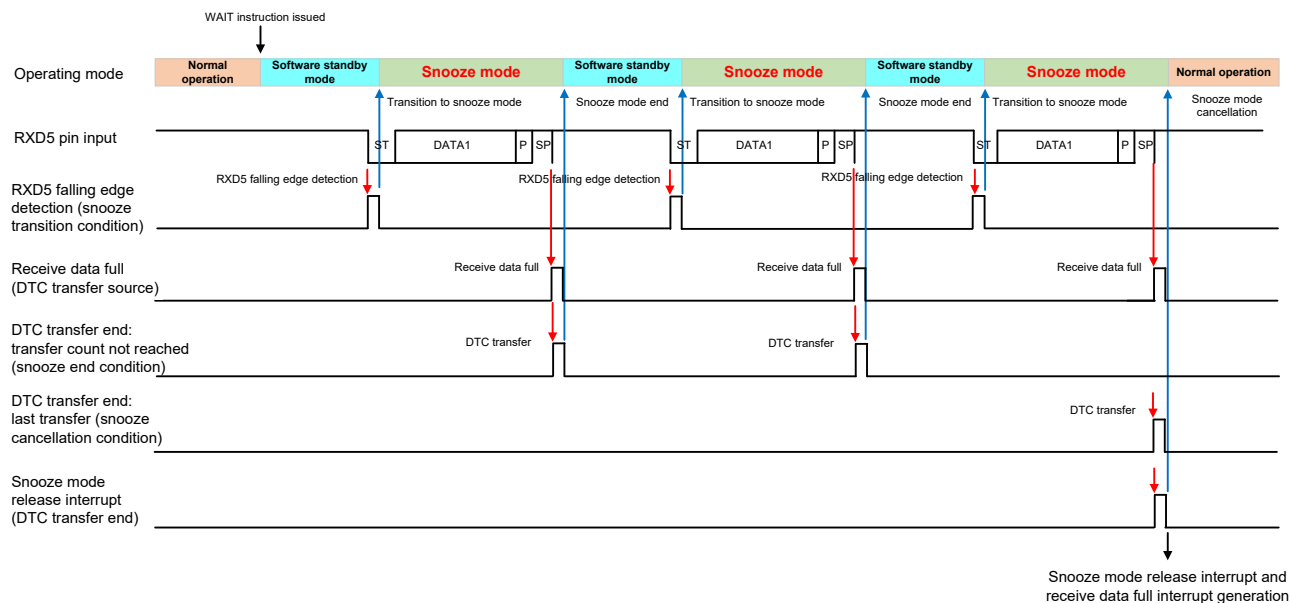 WAIT instruction issued
Operating mode
Normal
operation
Software standby
mode
Snooze mode
Software standby
mode
Snooze mode
Software standby
mode
Snooze mode
Normal operation
Transition to snooze mode
Snooze mode end
Transition to snooze mode
Snooze mode end
Transition to snooze mode
Snooze mode
cancellation
RXD5 pin input
ST
DATA1
P
SP
ST
DATA1
P
SP
ST
DATA1
P
SP
RXD5 falling edge
detection (snooze
transition condition)
RXD5 falling edge detection
RXD5 falling edge detection
RXD5 falling edge detection
Receive data full
(DTC transfer source)
Receive data full
Receive data full
Receive data full
DTC transfer end:
transfer count not reached
(snooze end condition)
DTC transfer
DTC transfer
DTC transfer end:
last transfer (snooze
cancellation condition)
DTC transfer
Snooze mode
release interrupt
(DTC transfer end)
Snooze mode release interrupt and
receive data full interrupt generation